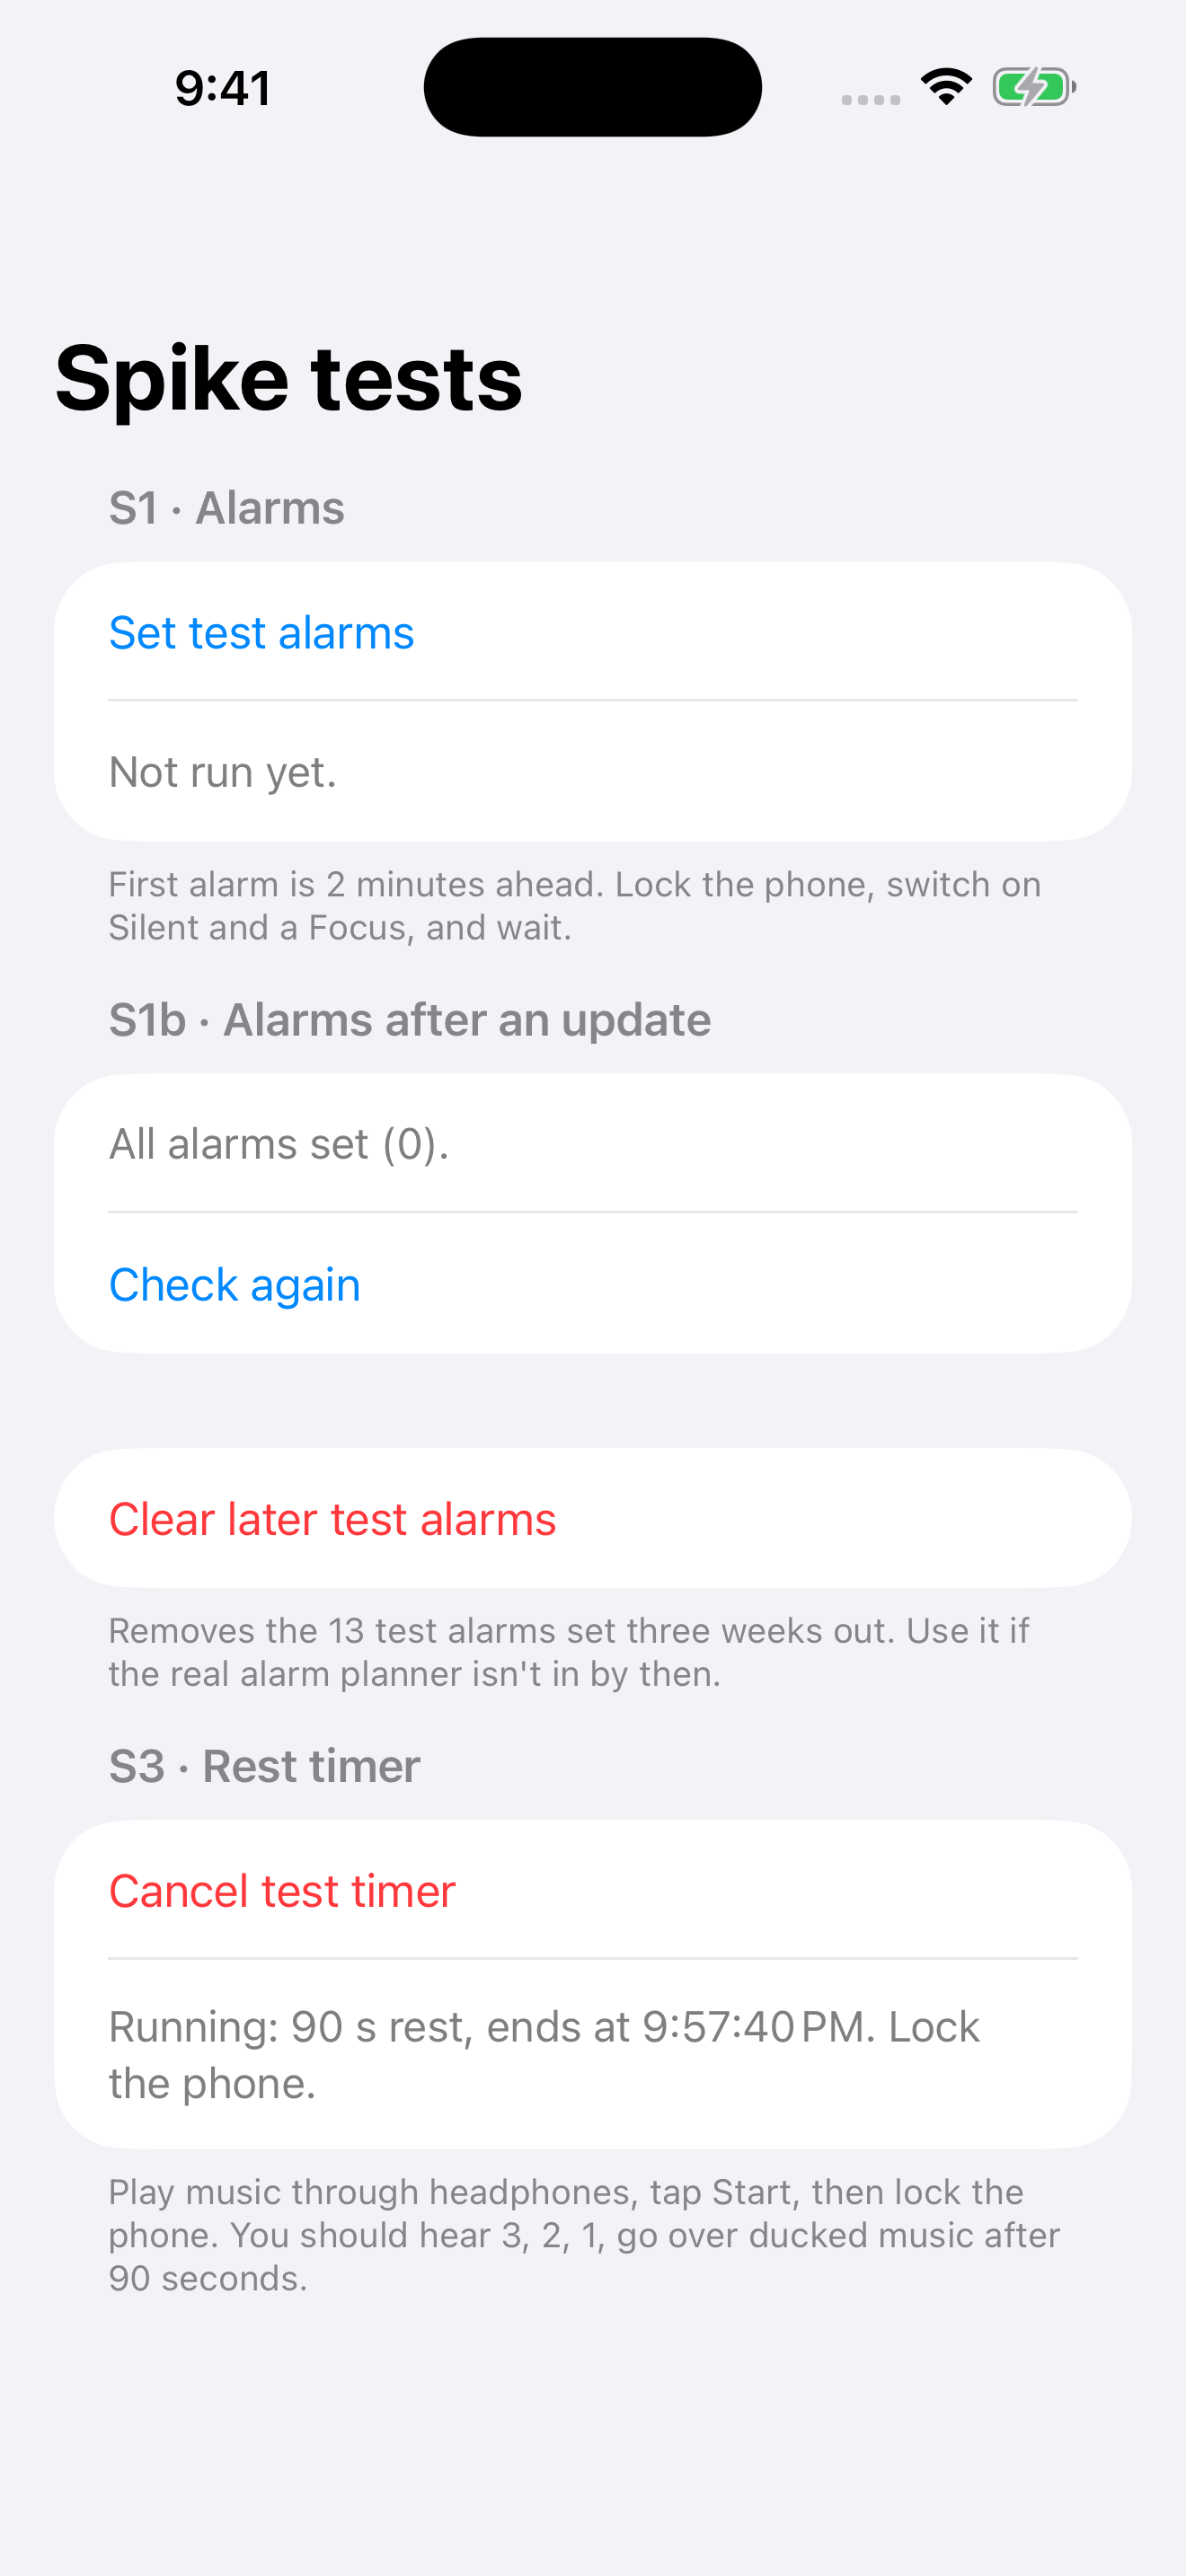 9:41
Spike tests
S1 · Alarms
Set test alarms
Not run yet.
First alarm is 2 minutes ahead. Lock the phone, switch on
Silent and a Focus, and wait.
S1b · Alarms after an update
All alarms set (0).
Check again
Clear later test alarms
Removes the 13 test alarms set three weeks out. Use it if
the real alarm planner isn't in by then.
S3 · Rest timer
Cancel test timer
Running: 90 s rest, ends at 9:57:40 PM. Lock
the phone.
Play music through headphones, tap Start, then lock the
phone. You should hear 3, 2, 1, go over ducked music after
90 seconds.